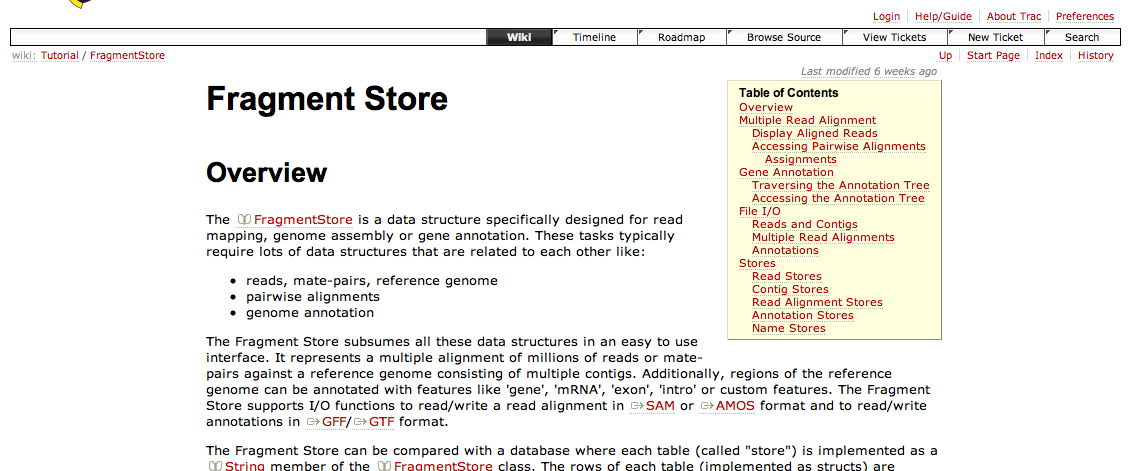 Login Help/Guide About Trac Preferences
Wiki Timeline Roadmap Browse Source View Tickets New Ticket Search
wiki: Tutorial / FragmentStore Up Start Page Index History
Last modified 6 weeks ago
Fragment Store
Table of Contents
Overview
Multiple Read Alignment
Display Aligned Reads
Accessing Pairwise Alignments
Assignments
Gene Annotation
Traversing the Annotation Tree
Accessing the Annotation Tree
File I/O
Reads and Contigs
Multiple Read Alignments
Annotations
Stores
Read Stores
Contig Stores
Read Alignment Stores
Annotation Stores
Name Stores
Overview
The FragmentStore is a data structure specifically designed for read
mapping, genome assembly or gene annotation. These tasks typically
require lots of data structures that are related to each other like:
• reads, mate-pairs, reference genome
• pairwise alignments
• genome annotation
The Fragment Store subsumes all these data structures in an easy to use
interface. It represents a multiple alignment of millions of reads or mate-
pairs against a reference genome consisting of multiple contigs. Additionally, regions of the reference
genome can be annotated with features like 'gene', 'mRNA', 'exon', 'intro' or custom features. The Fragment
Store supports I/O functions to read/write a read alignment in SAM or AMOS format and to read/write
annotations in GFF/ GTF format.
The Fragment Store can be compared with a database where each table (called "store") is implemented as a
String member of the FragmentStore class. The rows of each table (implemented as structs) are